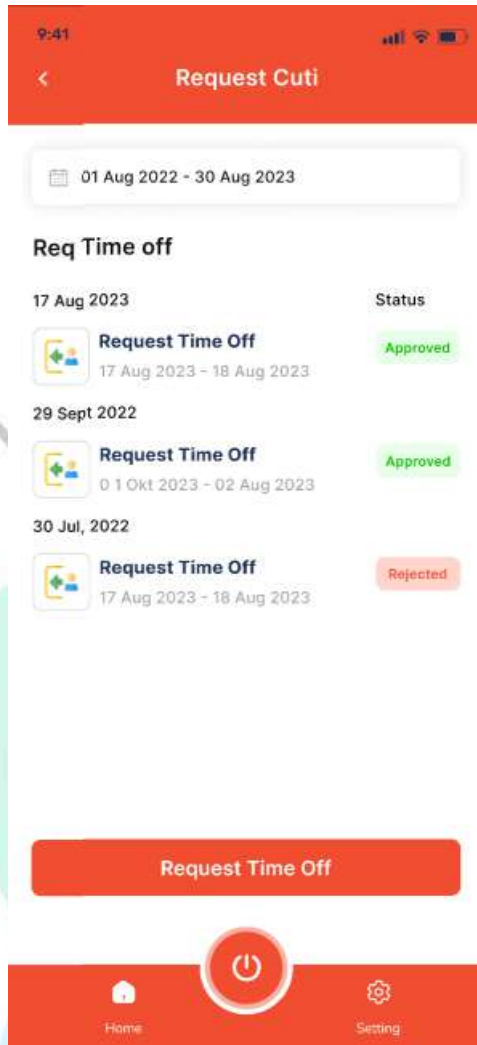 9:41
Request Cuti
01 Aug 2022 - 30 Aug 2023
Req Time off
17 Aug 2023 Status
Request Time Off Approved
17 Aug 2023 - 18 Aug 2023
29 Sept 2022
Request Time Off Approved
0 1 Okt 2023 - 02 Aug 2023
30 Jul, 2022
Request Time Off Rejected
17 Aug 2023 - 18 Aug 2023
Request Time Off
Home Setting